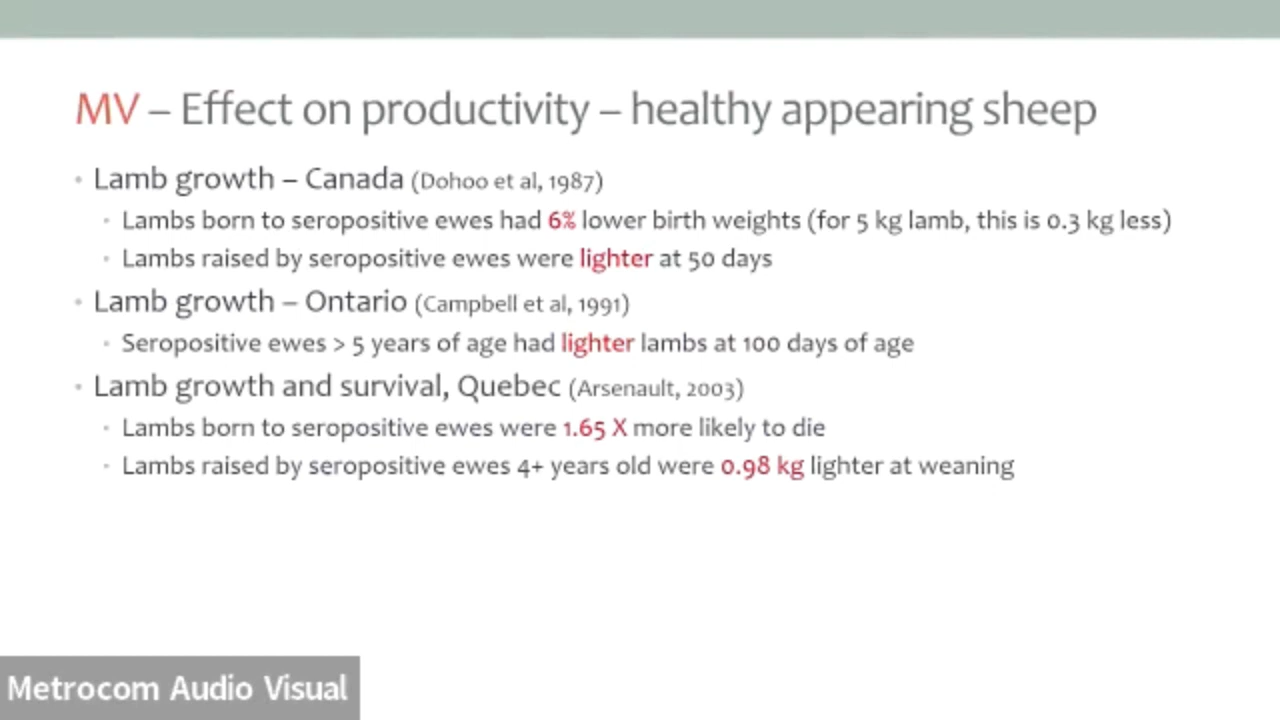 MV – Effect on productivity – healthy appearing sheep
• Lamb growth – Canada (Dohoo et al, 1987)
• Lambs born to seropositive ewes had 6% lower birth weights (for 5 kg lamb, this is 0.3 kg less)
• Lambs raised by seropositive ewes were lighter at 50 days
• Lamb growth – Ontario (Campbell et al, 1991)
• Seropositive ewes > 5 years of age had lighter lambs at 100 days of age
• Lamb growth and survival, Quebec (Arsenault, 2003)
• Lambs born to seropositive ewes were 1.65 X more likely to die
• Lambs raised by seropositive ewes 4+ years old were 0.98 kg lighter at weaning
Metrocom Audio Visual